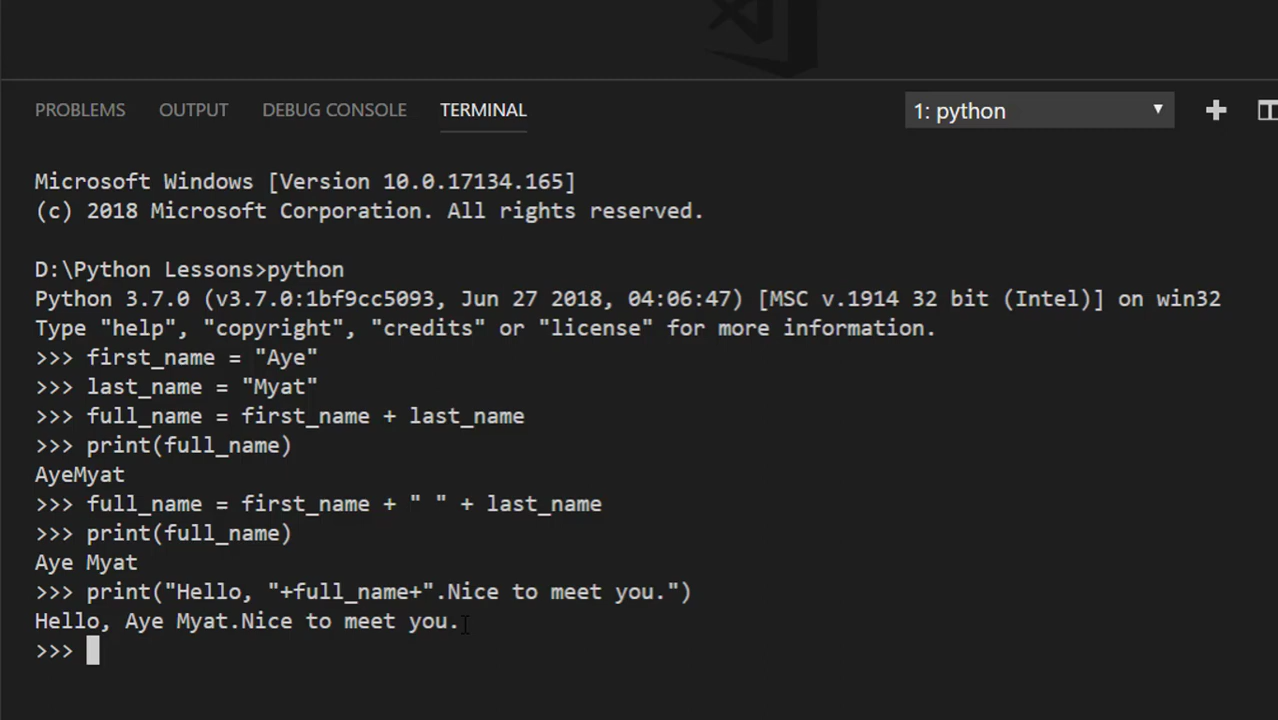 PROBLEMS OUTPUT DEBUG CONSOLE TERMINAL 1: python
Microsoft Windows [Version 10.0.17134.165]
(c) 2018 Microsoft Corporation. All rights reserved.
D:\Python Lessons>python
Python 3.7.0 (v3.7.0:1bf9cc5093, Jun 27 2018, 04:06:47) [MSC v.1914 32 bit (Intel)] on win32
Type "help", "copyright", "credits" or "license" for more information.
>>> first_name = "Aye"
>>> last_name = "Myat"
>>> full_name = first_name + last_name
>>> print(full_name)
AyeMyat
>>> full_name = first_name + " " + last_name
>>> print(full_name)
Aye Myat
>>> print("Hello, "+full_name+".Nice to meet you.")
Hello, Aye Myat.Nice to meet you.
>>>